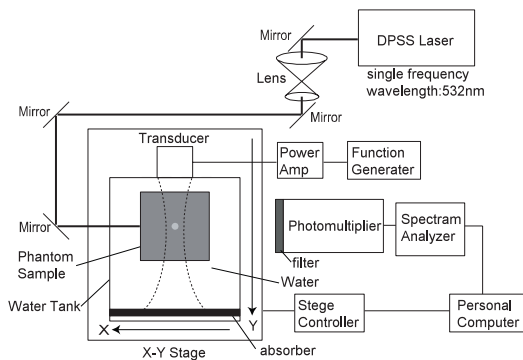 Mirror
DPSS Laser
Lens
single frequency
wavelength:532nm
Mirror
Mirror
Transducer
Power
Amp
Function
Generater
Mirror
Photomultiplier
Spectram
Analyzer
Phantom
Sample
filter
Water
Water Tank
Stege
Controller
Personal
Computer
X
Y
absorber
X-Y Stage